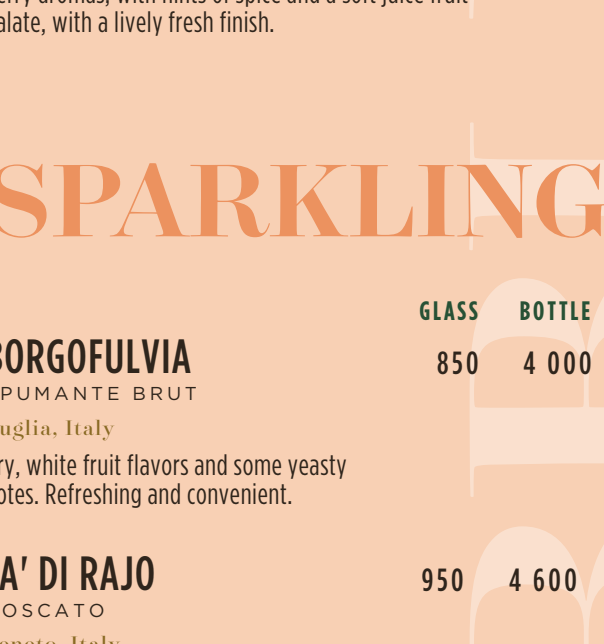 alate, with a lively fresh finish.
SPARKLING
GLASS BOTTLE
BORGOFULVIA 850 4 000
PUMANTE BRUT
uglia, Italy
ry, white fruit flavors and some yeasty
otes. Refreshing and convenient.
A' DI RAJO 950 4 600
OSCATO